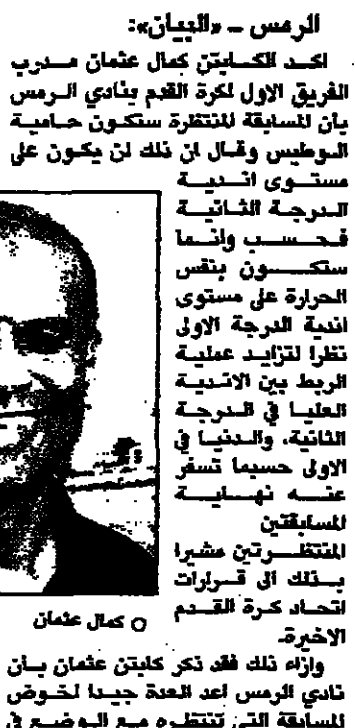 الرمس ـ «البيان»:
اكد الكابتن كمال عثمان مدرب
الفريق الاول لكرة القدم بنادي الرمس
بأن المسابقة المنتظرة ستكون حامية
الوطيس وقال ان ذلك لن يكون على
مستوى اندية
الدرجة الثانية
فحسب وانما
ستكون بنفس
الحرارة على مستوى
اندية الدرجة الاولى
نظرا لتزايد عملية
الربط بين الاندية
العليا في الدرجة
الثانية، والدنيا في
الاولى حسبما تسفر
عنه نهاية
المسابقتين
المنتظرتين مشيرا
بذلك الى قرارات
اتحاد كرة القدم
الاخيرة.
○ كمال عثمان
وازاء ذلك فقد ذكر كابتن عثمان بأن
نادي الرمس اعد العدة جيدا لخوض
المسابقة التي تنتظره مع الوضع في